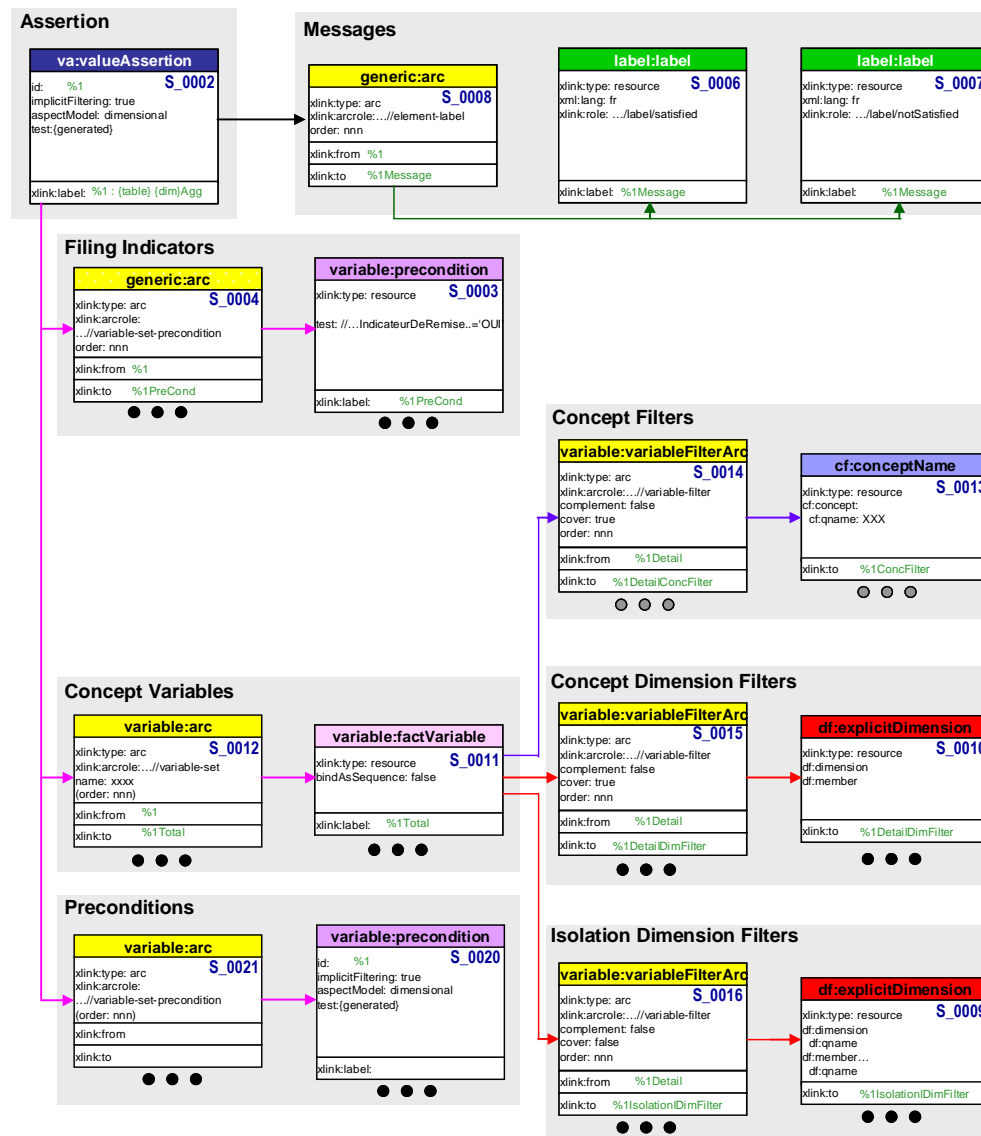 Assertion
va:valueAssertion
id: %1 S_0002
implicitFiltering: true
aspectModel: dimensional
test:{generated}
xlink:label: %1 : {table} {dim}Agg
Messages
generic:arc
xlink:type: arc S_0008
xlink:arcrole:...//element-label
order: nnn
xlink:from %1
xlink:to %1Message
label:label
xlink:type: resource S_0006
xml:lang: fr
xlink:role: .../label/satisfied
xlink:label: %1Message
label:label
xlink:type: resource S_0007
xml:lang: fr
xlink:role: .../label/notSatisfied
xlink:label: %1Message
Filing Indicators
generic:arc
xlink:type: arc S_0004
xlink:arcrole:
...//variable-set-precondition
order: nnn
xlink:from %1
xlink:to %1PreCond
variable:precondition
xlink:type: resource S_0003
test: //...IndicateurDeRemise..='OUI
xlink:label: %1PreCond
Concept Filters
variable:variableFilterArc
xlink:type: arc S_0014
xlink:arcrole:...//variable-filter
complement: false
cover: true
order: nnn
xlink:from %1Detail
xlink:to %1DetailConcFilter
cf:conceptName
xlink:type: resource S_0013
cf:concept:
cf:qname: XXX
xlink:to %1ConcFilter
Concept Variables
variable:arc
xlink:type: arc S_0012
xlink:arcrole:...//variable-set
name: xxxx
(order: nnn)
xlink:from %1
xlink:to %1Total
variable:factVariable
xlink:type: resource S_0011
bindAsSequence: false
xlink:label: %1Total
Concept Dimension Filters
variable:variableFilterArc
xlink:type: arc S_0015
xlink:arcrole:...//variable-filter
complement: false
cover: true
order: nnn
xlink:from %1Detail
xlink:to %1DetailDimFilter
df:explicitDimension
xlink:type: resource S_0010
df:dimension
df:member
xlink:to %1DetailDimFilter
Preconditions
variable:arc
xlink:type: arc S_0021
xlink:arcrole:
...//variable-set-precondition
(order: nnn)
xlink:from
xlink:to
variable:precondition
id: %1 S_0020
implicitFiltering: true
aspectModel: dimensional
test:{generated}
xlink:label:
Isolation Dimension Filters
variable:variableFilterArc
xlink:type: arc S_0016
xlink:arcrole:...//variable-filter
complement: false
cover: false
order: nnn
xlink:from %1Detail
xlink:to %1IsolationlDimFilter
df:explicitDimension
xlink:type: resource S_0009
df:dimension
df:qname
df:member...
df:qname
xlink:to %1IsolationlDimFilter